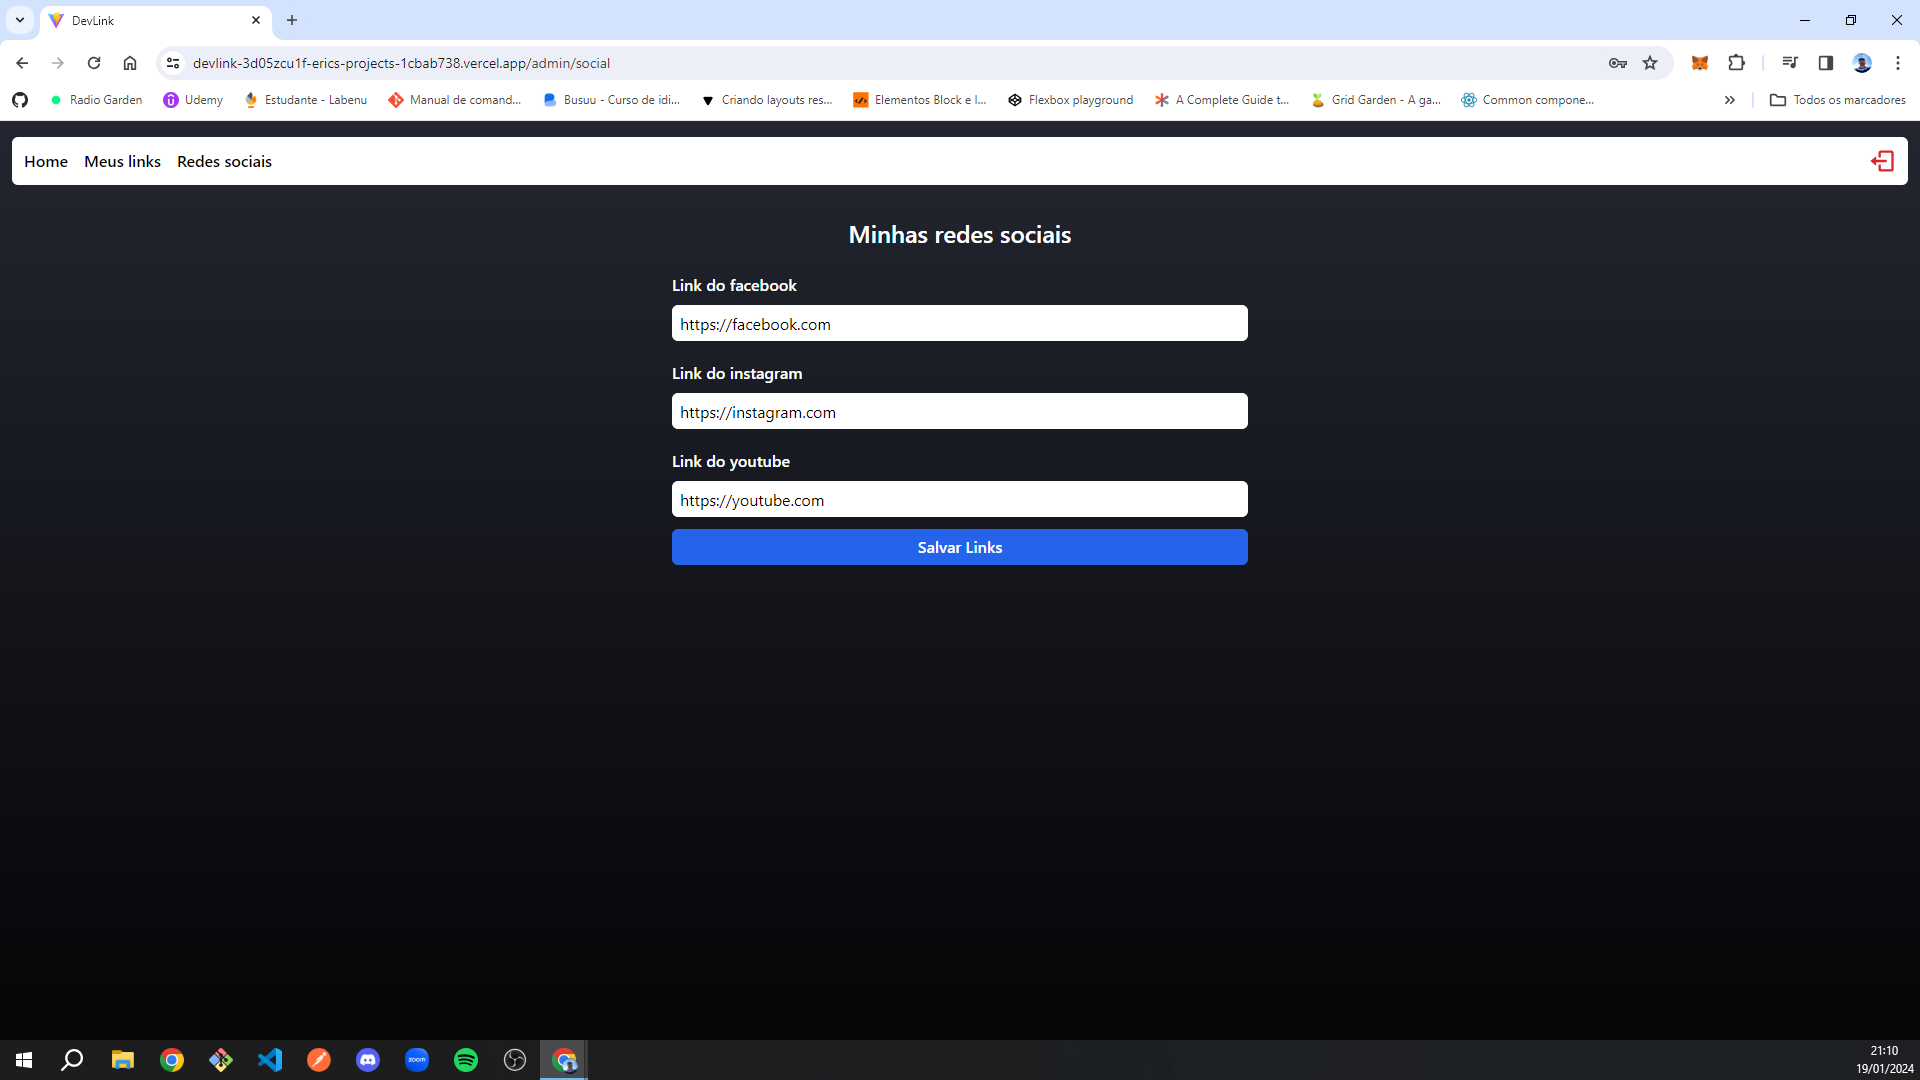 DevLink
devlink-3d05zcu1f-erics-projects-1cbab738.vercel.app/admin/social
Radio Garden
Udemy
Estudante - Labenu
Manual de comand...
Busuu - Curso de idi...
Criando layouts res...
Elementos Block e I...
Flexbox playground
A Complete Guide t...
Grid Garden - A ga...
Common compone...
Todos os marcadores
Home
Meus links
Redes sociais
Minhas redes sociais
Link do facebook
https://facebook.com
Link do instagram
https://instagram.com
Link do youtube
https://youtube.com
Salvar Links
zoom
21:10
19/01/2024